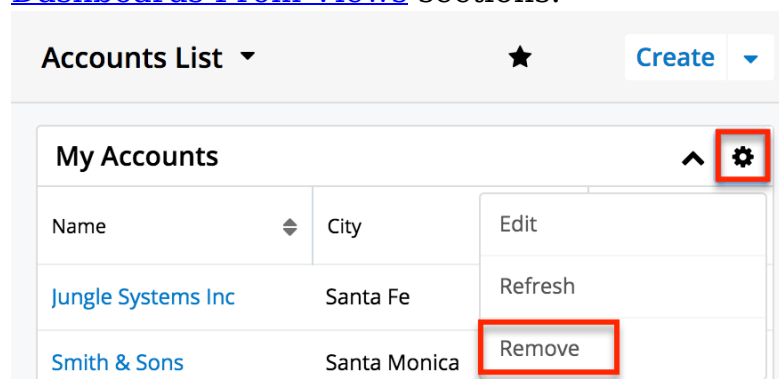 Dashboards From Views sections.
Accounts List Create
My Accounts
Name City Edit
Refresh
Jungle Systems Inc Santa Fe
Remove
Smith & Sons Santa Monica